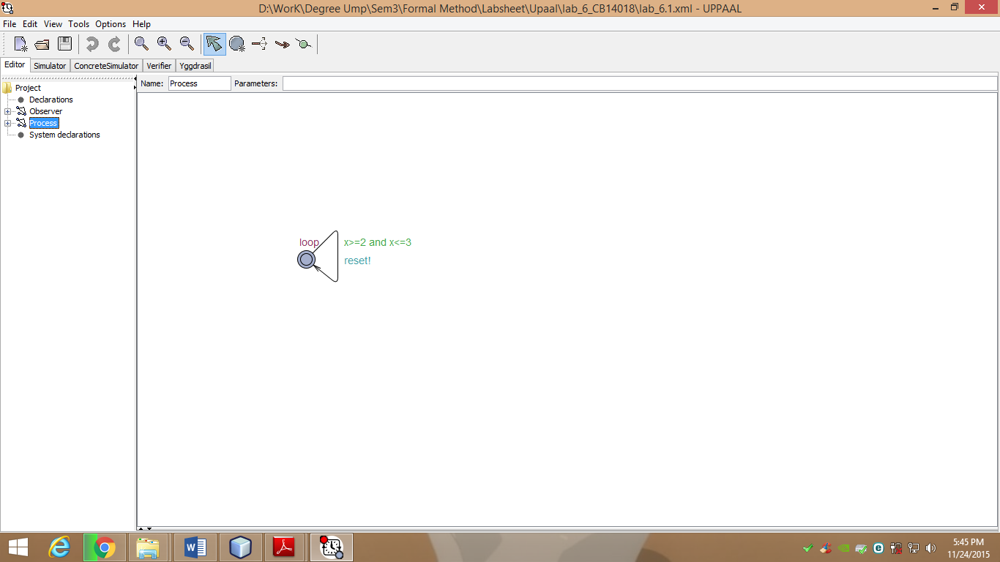 D:\WorK\Degree Ump\Sem3\Formal Method\Labsheet\Upaal\lab_6_CB14018\lab_6.1.xml - UPPAAL
File Edit View Tools Options Help
Editor Simulator ConcreteSimulator Verifier Yggdrasil
Name: Process Parameters:
Project
Declarations
Observer
Process
System declarations
loop x>=2 and x<=3
reset!
5:45 PM
11/24/2015